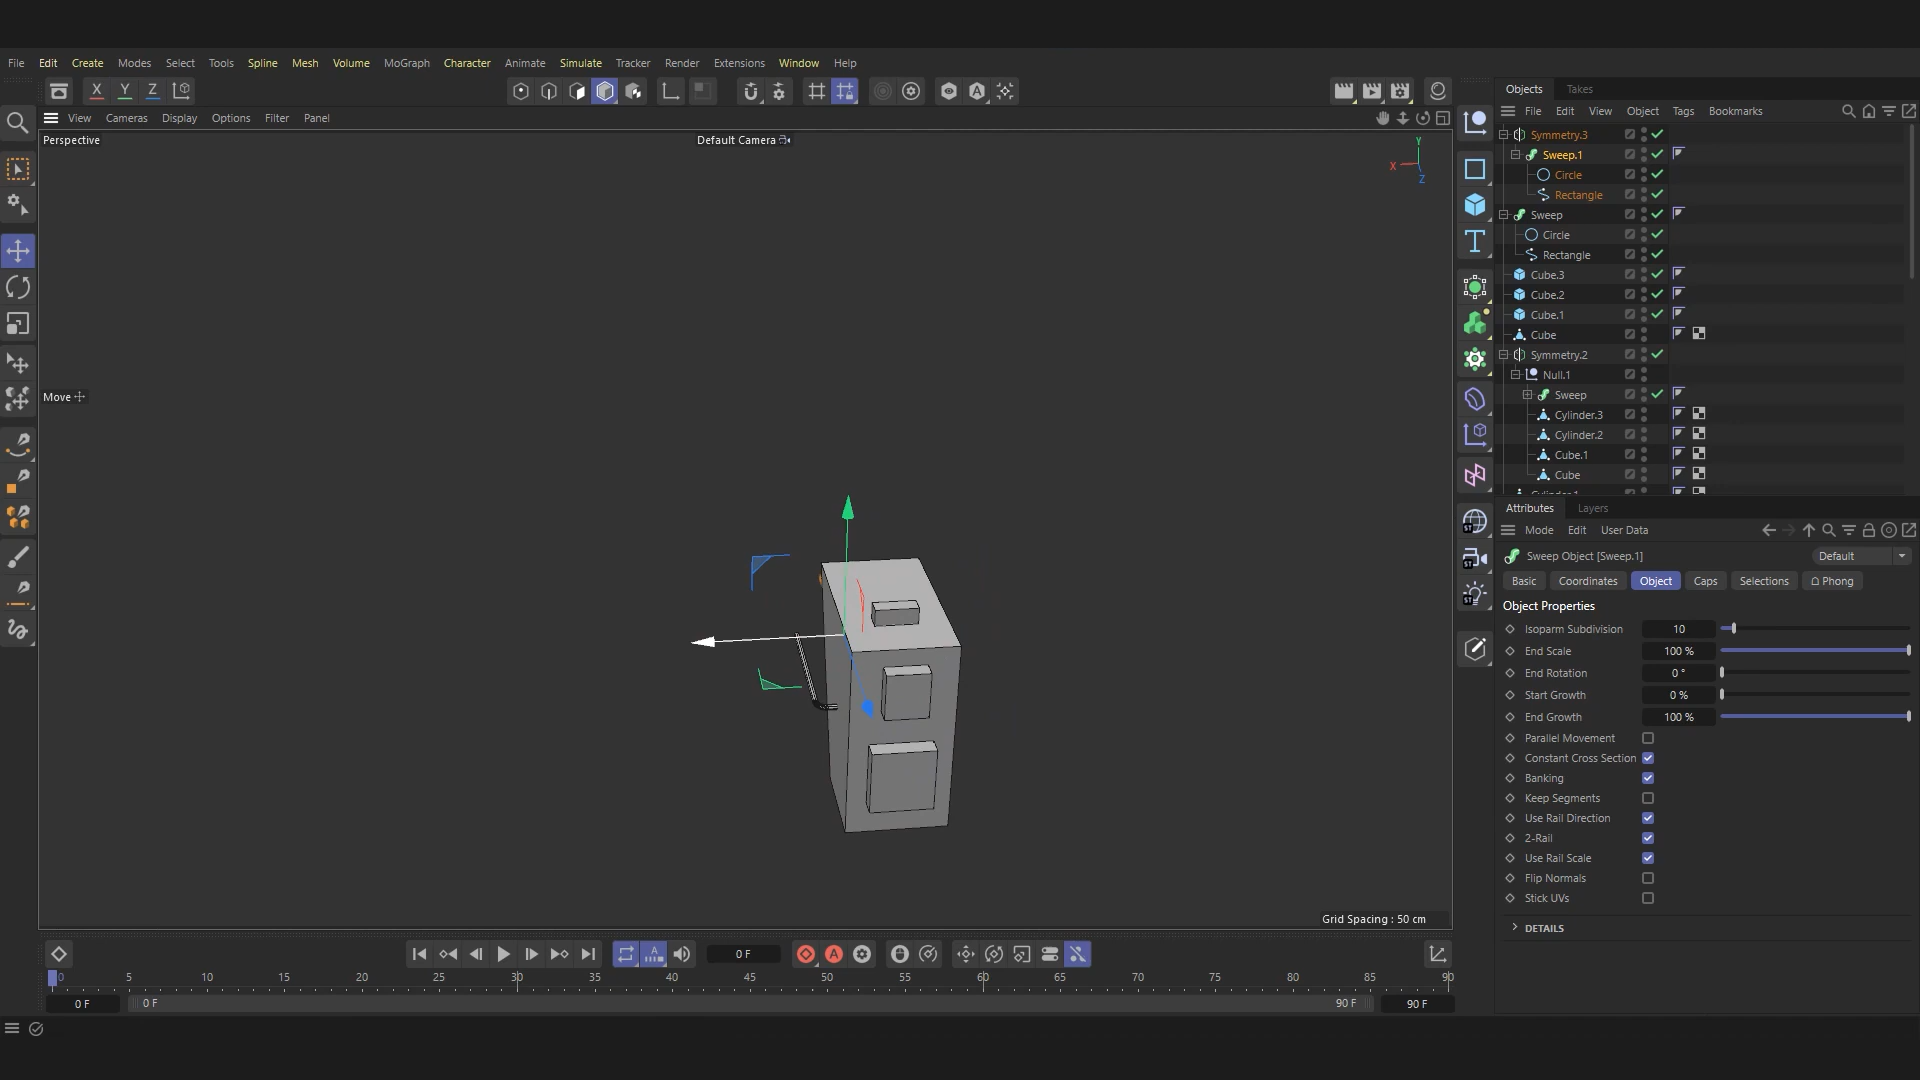 File Edit Create Modes Select Tools Spline Mesh Volume MoGraph Character Animate Simulate Tracker Render Extensions Window Help
X Y Z
View Cameras Display Options Filter Panel
Perspective
Default Camera
Y
X
Z
Move
Grid Spacing : 50 cm
Objects Takes
File Edit View Object Tags Bookmarks
Symmetry.3
Sweep.1
Circle
Rectangle
Sweep
Circle
Rectangle
Cube.3
Cube.2
Cube.1
Cube
Symmetry.2
Null.1
Sweep
Cylinder.3
Cylinder.2
Cube.1
Cube
Attributes Layers
Mode Edit User Data
Sweep Object [Sweep.1]
Default
Basic Coordinates Object Caps Selections Phong
Object Properties
Isoparm Subdivision 10
End Scale 100 %
End Rotation 0 °
Start Growth 0 %
End Growth 100 %
Parallel Movement
Constant Cross Section
Banking
Keep Segments
Use Rail Direction
2-Rail
Use Rail Scale
Flip Normals
Stick UVs
DETAILS
0 F
0 5 10 15 20 25 30 35 40 45 50 55 60 65 70 75 80 85 90
0 F 0 F 90 F 90 F